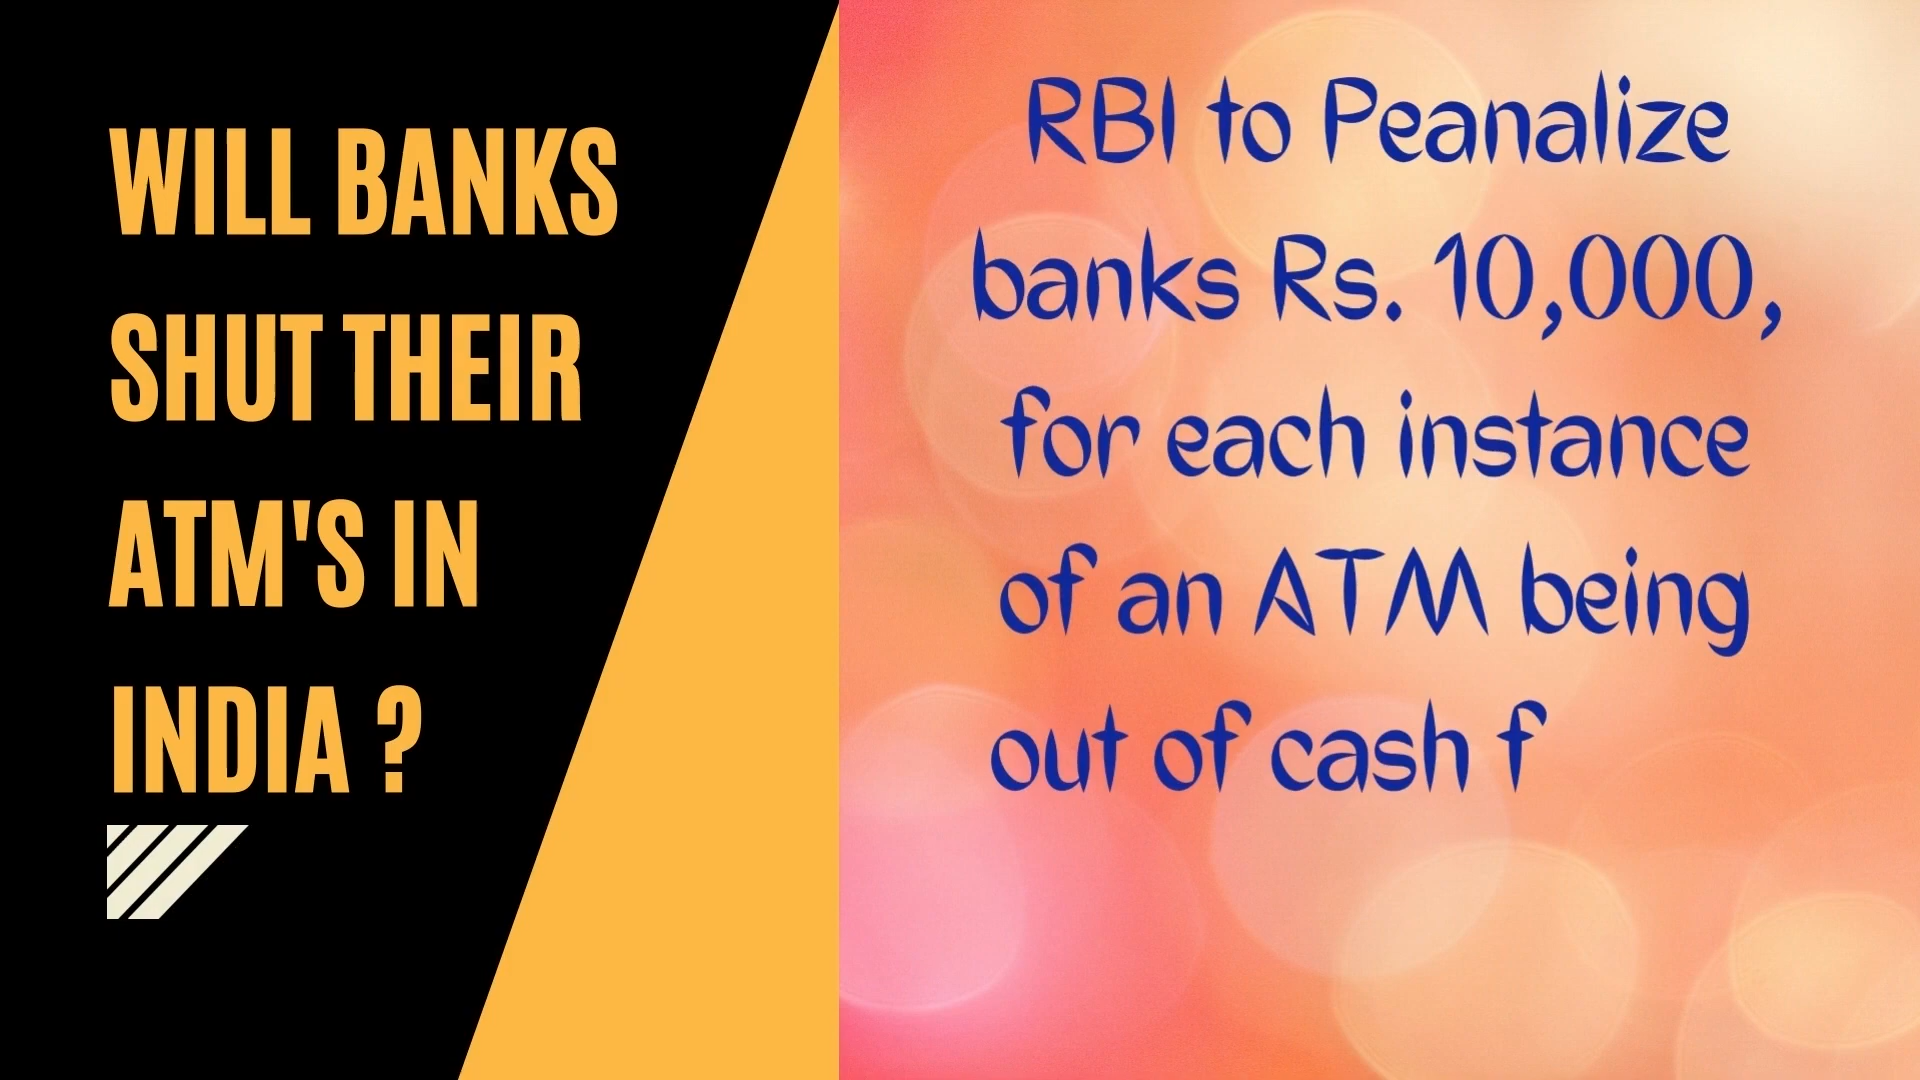 WILL BANKS
SHUT THEIR
ATM'S IN
INDIA ?
RBI to Peanalize
banks Rs. 10,000,
for each instance
of an ATM being
out of cash f